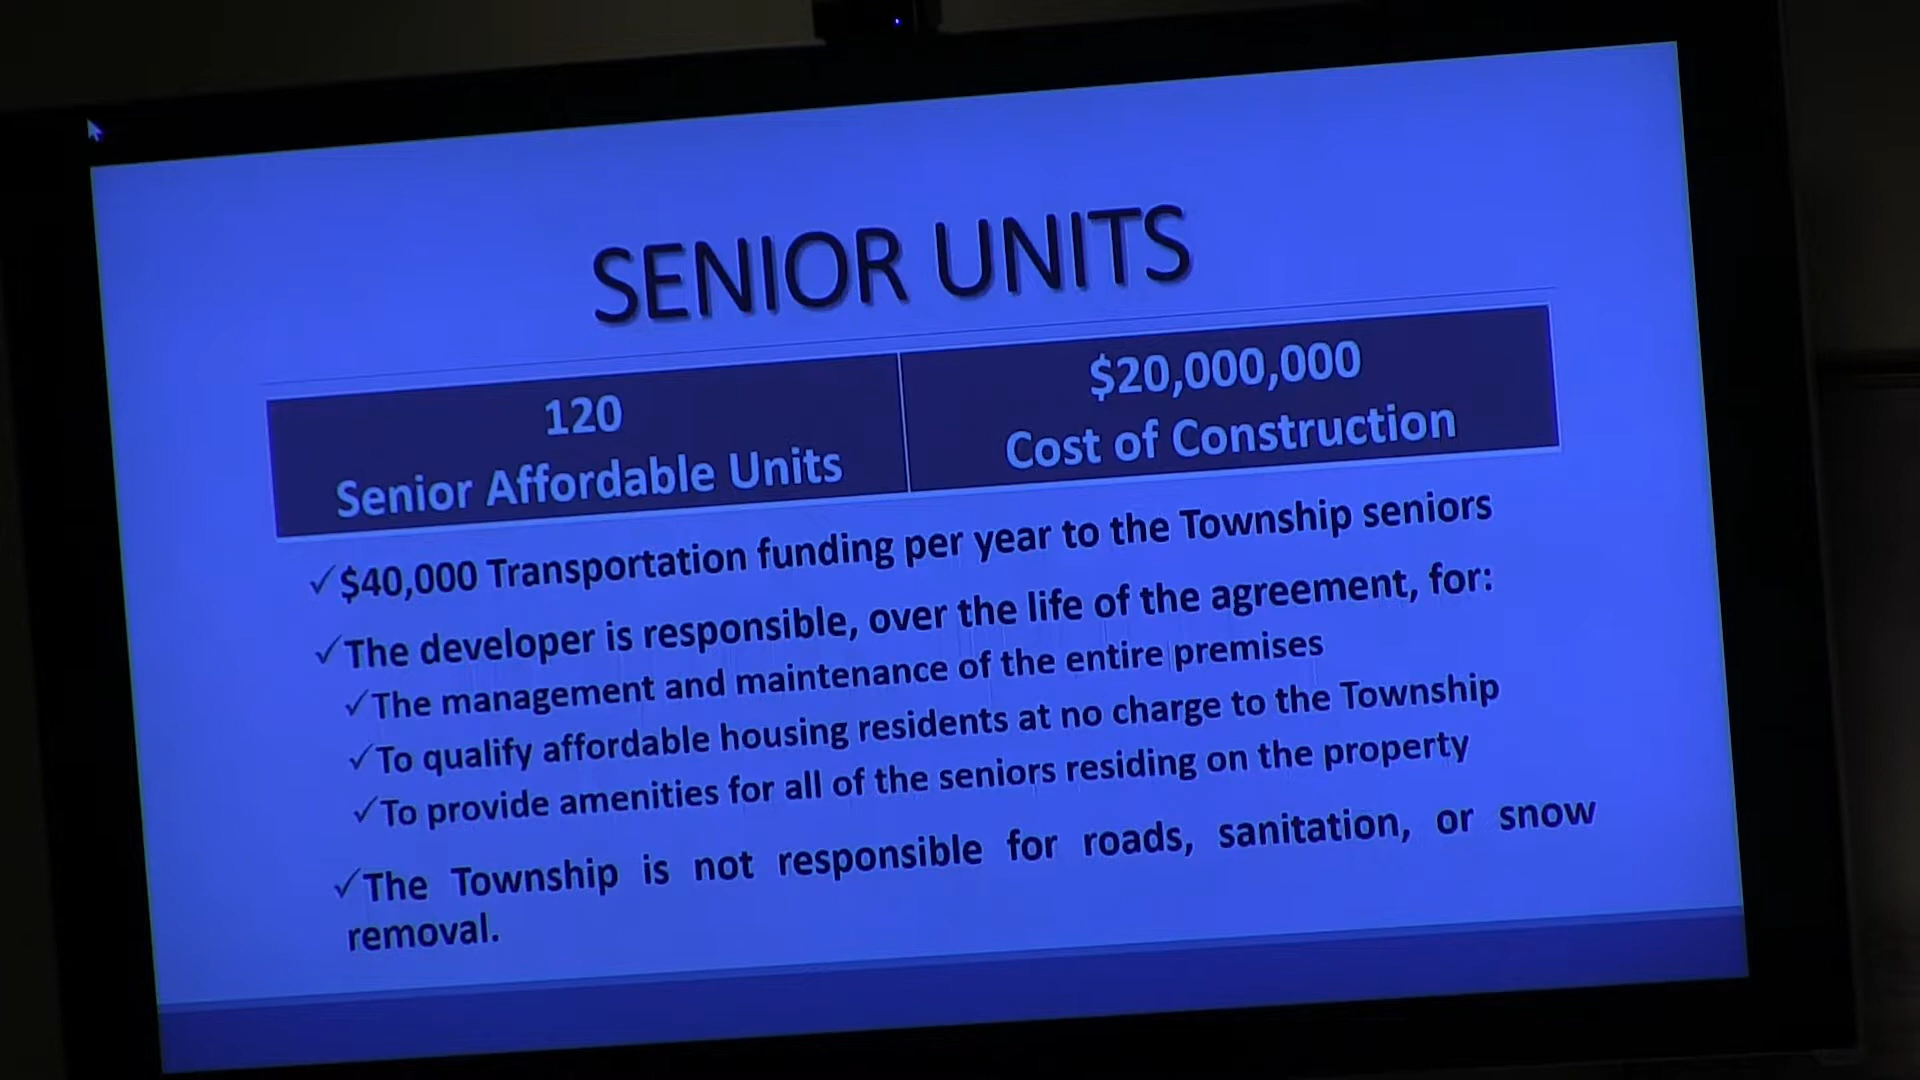 SENIOR UNITS
120
Senior Affordable Units
$20,000,000
Cost of Construction
✓$40,000 Transportation funding per year to the Township seniors
✓The developer is responsible, over the life of the agreement, for:
✓The management and maintenance of the entire premises
✓To qualify affordable housing residents at no charge to the Township
✓To provide amenities for all of the seniors residing on the property
✓The Township is not responsible for roads, sanitation, or snow
removal.